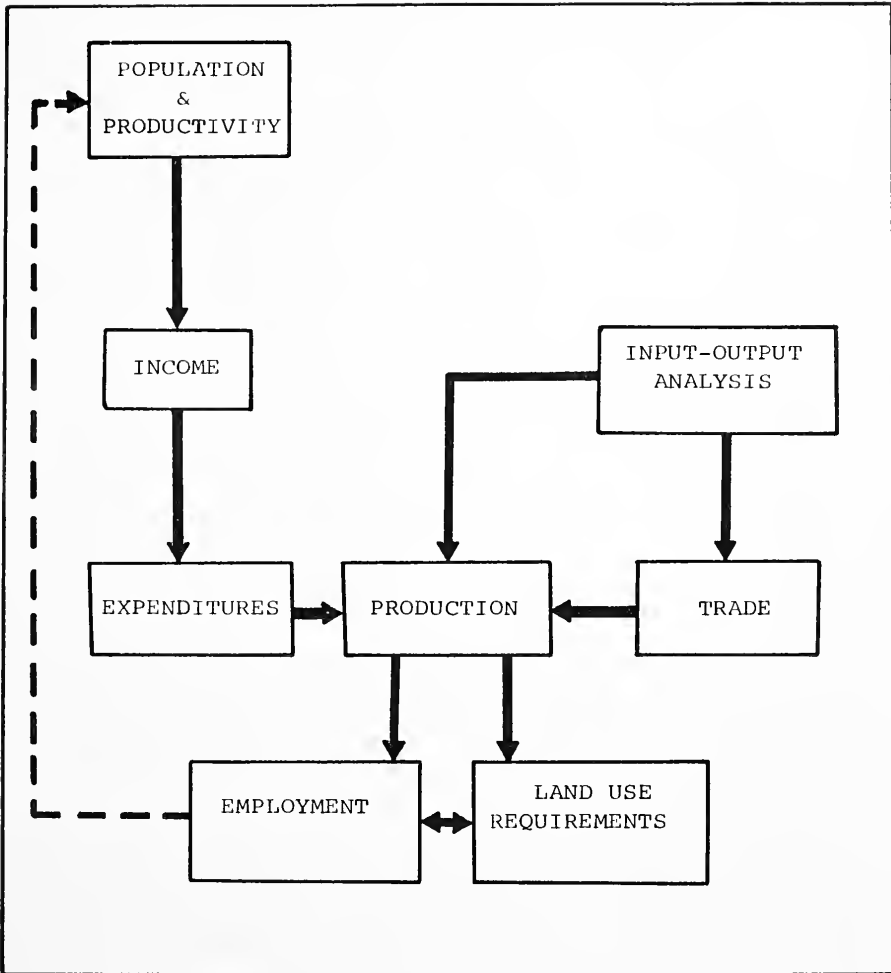 POPULATION
&
PRODUCTIVITY
INCOME
INPUT-OUTPUT
ANALYSIS
EXPENDITURES
PRODUCTION
TRADE
EMPLOYMENT
LAND USE
REQUIREMENTS